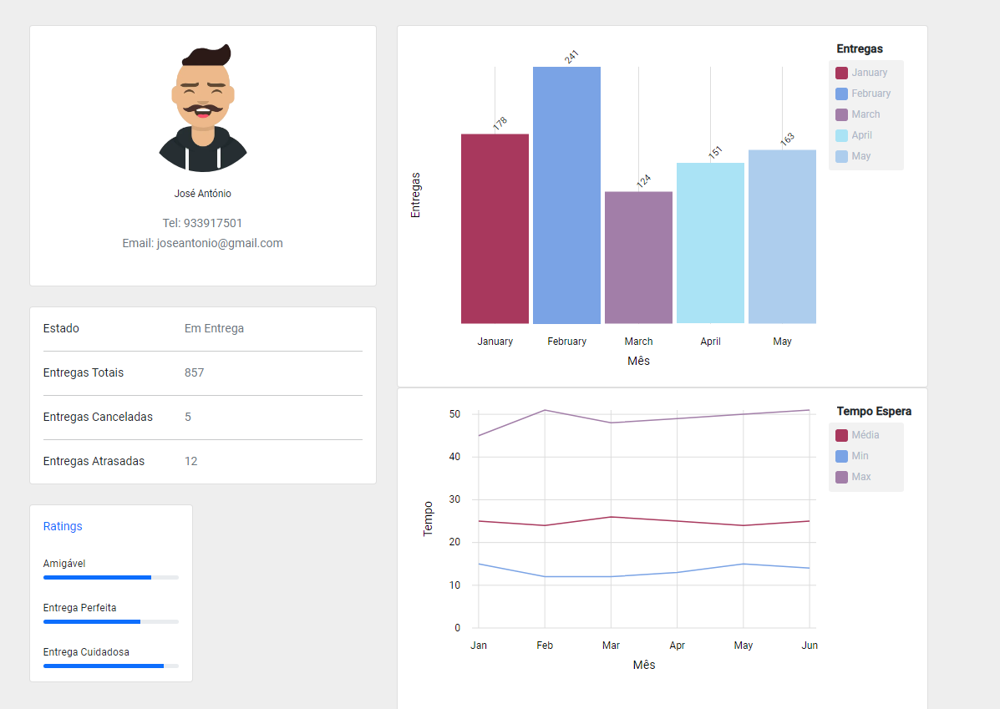 José António
Tel: 933917501
Email: joseantonio@gmail.com
Estado Em Entrega
Entregas Totais 857
Entregas Canceladas 5
Entregas Atrasadas 12
Ratings
Amigável
Entrega Perfeita
Entrega Cuidadosa
Entregas
178
241
124
151
163
January February March April May
Mês
Entregas
January
February
March
April
May
Tempo
50
40
30
20
10
0
Jan Feb Mar Apr May Jun
Mês
Tempo Espera
Média
Min
Max